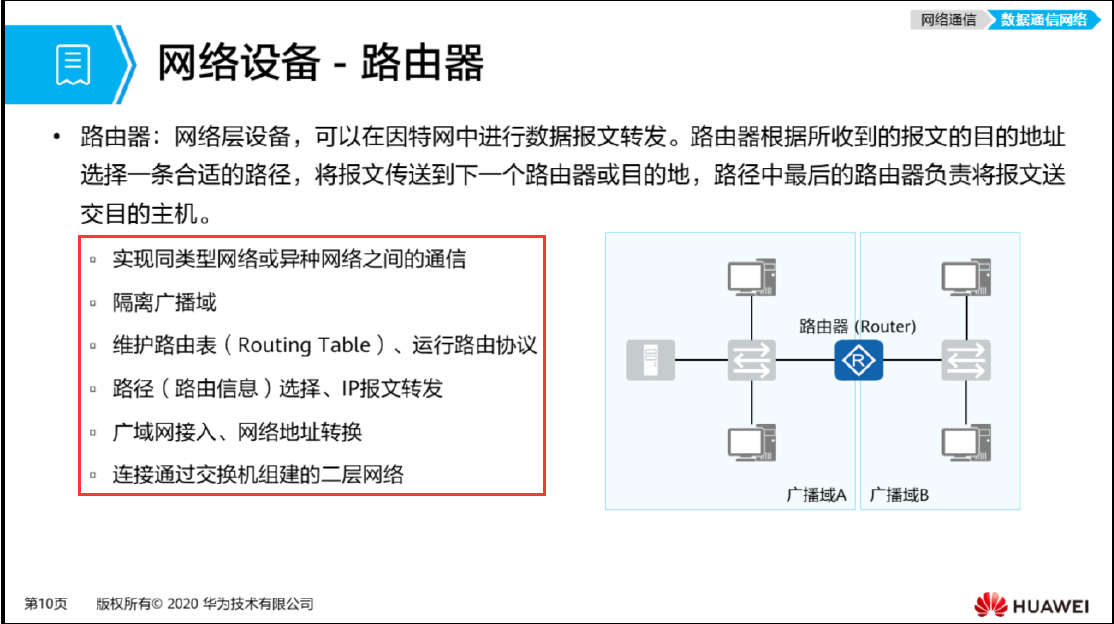 网络通信 数据通信网络
网络设备 - 路由器
• 路由器：网络层设备，可以在因特网中进行数据报文转发。路由器根据所收到的报文的目的地址
选择一条合适的路径，将报文传送到下一个路由器或目的地，路径中最后的路由器负责将报文送
交目的主机。
▫ 实现同类型网络或异种网络之间的通信
▫ 隔离广播域
▫ 维护路由表（Routing Table）、运行路由协议
▫ 路径（路由信息）选择、IP报文转发
▫ 广域网接入、网络地址转换
▫ 连接通过交换机组建的二层网络
路由器 (Router)
R
广播域A
广播域B
第10页 版权所有© 2020 华为技术有限公司
HUAWEI